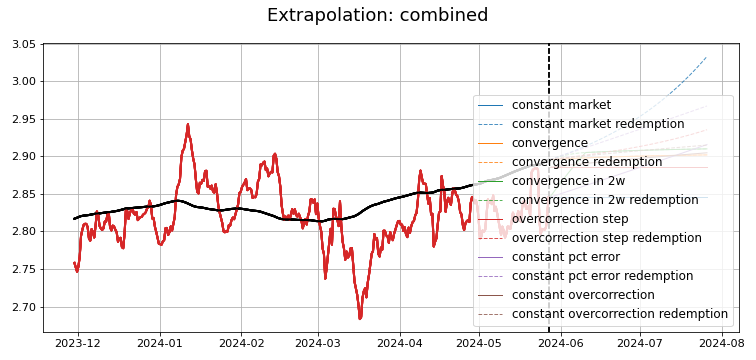 Extrapolation: combined
3.05
3.00
2.95
2.90
2.85
2.80
2.75
2.70
constant market
constant market redemption
convergence
convergence redemption
convergence in 2w
convergence in 2w redemption
overcorrection step
overcorrection step redemption
constant pct error
constant pct error redemption
constant overcorrection
constant overcorrection redemption
2023-12 2024-01 2024-02 2024-03 2024-04 2024-05 2024-06 2024-07 2024-08